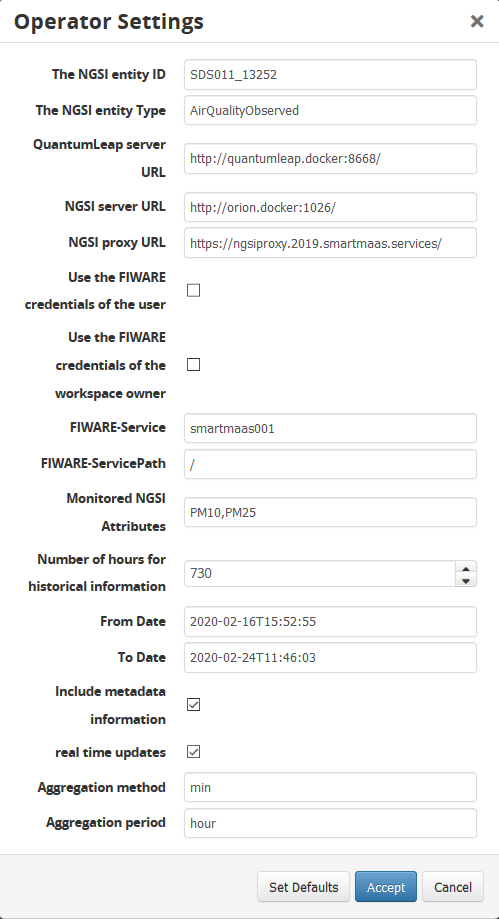 Operator Settings
The NGSI entity ID
SDS011_13252
The NGSI entity Type
AirQualityObserved
QuantumLeap server
URL
http://quantumleap.docker:8668/
NGSI server URL
http://orion.docker:1026/
NGSI proxy URL
https://ngsiproxy.2019.smartmaas.services/
Use the FIWARE
credentials of the user
Use the FIWARE
credentials of the
workspace owner
FIWARE-Service
smartmaas001
FIWARE-ServicePath
/
Monitored NGSI
Attributes
PM10,PM25
Number of hours for
historical information
730
From Date
2020-02-16T15:52:55
To Date
2020-02-24T11:46:03
Include metadata
information
real time updates
Aggregation method
min
Aggregation period
hour
Set Defaults
Accept
Cancel